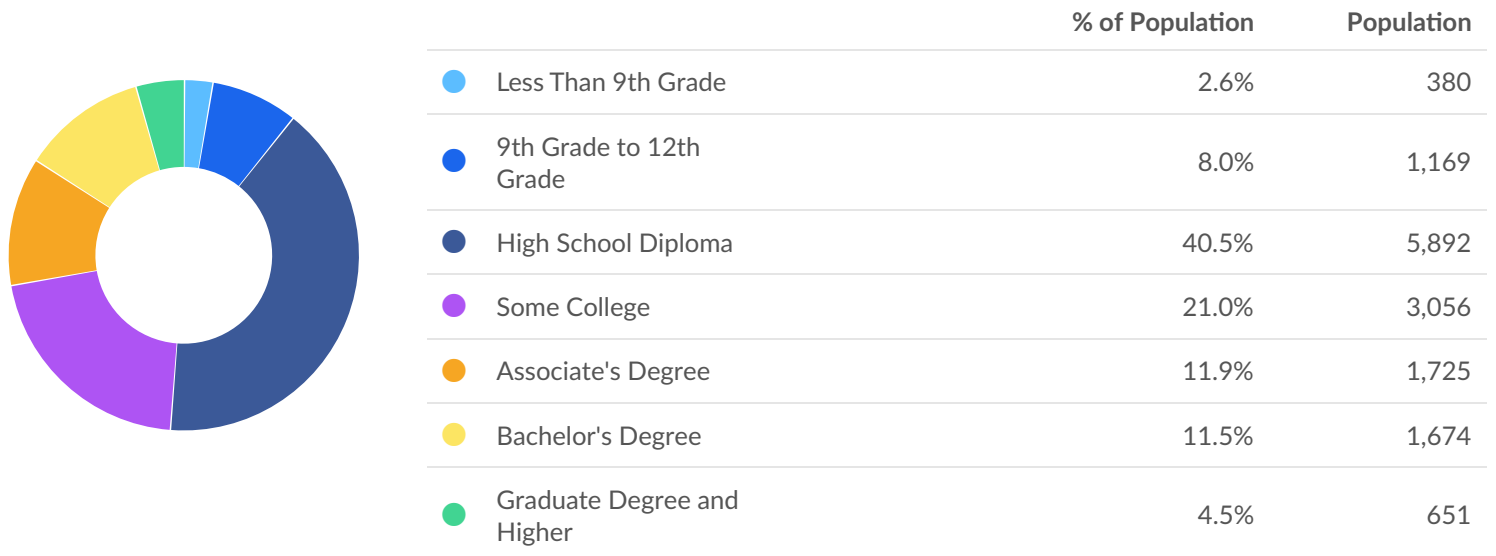 % of Population Population
Less Than 9th Grade 2.6% 380
9th Grade to 12th
Grade 8.0% 1,169
High School Diploma 40.5% 5,892
Some College 21.0% 3,056
Associate's Degree 11.9% 1,725
Bachelor's Degree 11.5% 1,674
Graduate Degree and
Higher 4.5% 651